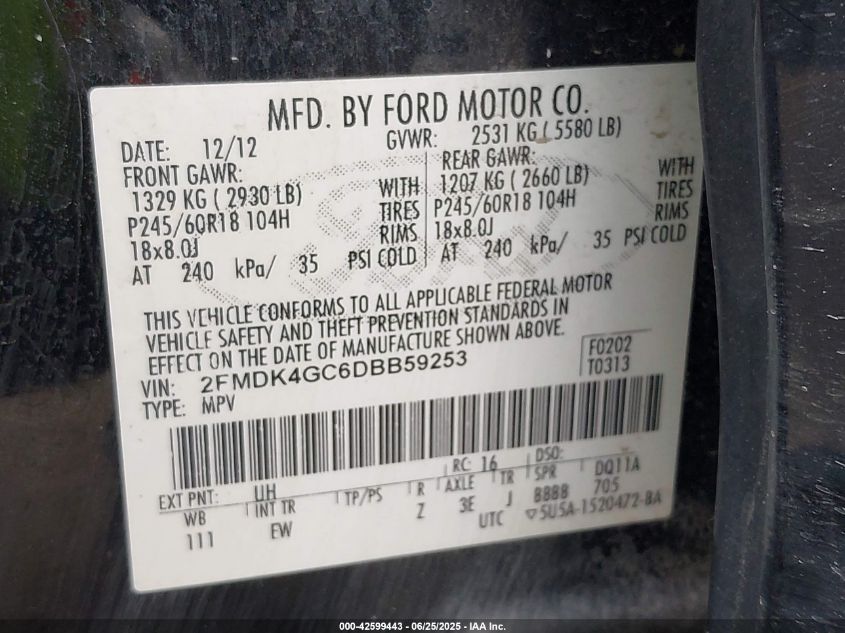 MFD. BY FORD MOTOR CO.
DATE: 12/12 GVWR: 2531 KG ( 5580 LB)
FRONT GAWR: REAR GAWR:
1329 KG ( 2930 LB) WITH 1207 KG ( 2660 LB) WITH
P245/60R18 104H TIRES P245/60R18 104H TIRES
18x8.0J RIMS 18x8.0J RIMS
AT 240 kPa/ 35 PSI COLD AT 240 kPa/ 35 PSI COLD
THIS VEHICLE CONFORMS TO ALL APPLICABLE FEDERAL MOTOR
VEHICLE SAFETY AND THEFT PREVENTION STANDARDS IN
EFFECT ON THE DATE OF MANUFACTURE SHOWN ABOVE.
F0202
T0313
VIN: 2FMDK4GC6DBB59253
TYPE: MPV
RC: 16 DSO:
EXT PNT: UH AXLE TR SPR DQ11A
WB INT TR TP/PS R 3E J 8888 705
111 EW Z UTC ▽5U5A-1520472-BA
000-42599443 - 06/25/2025 - IAA Inc.